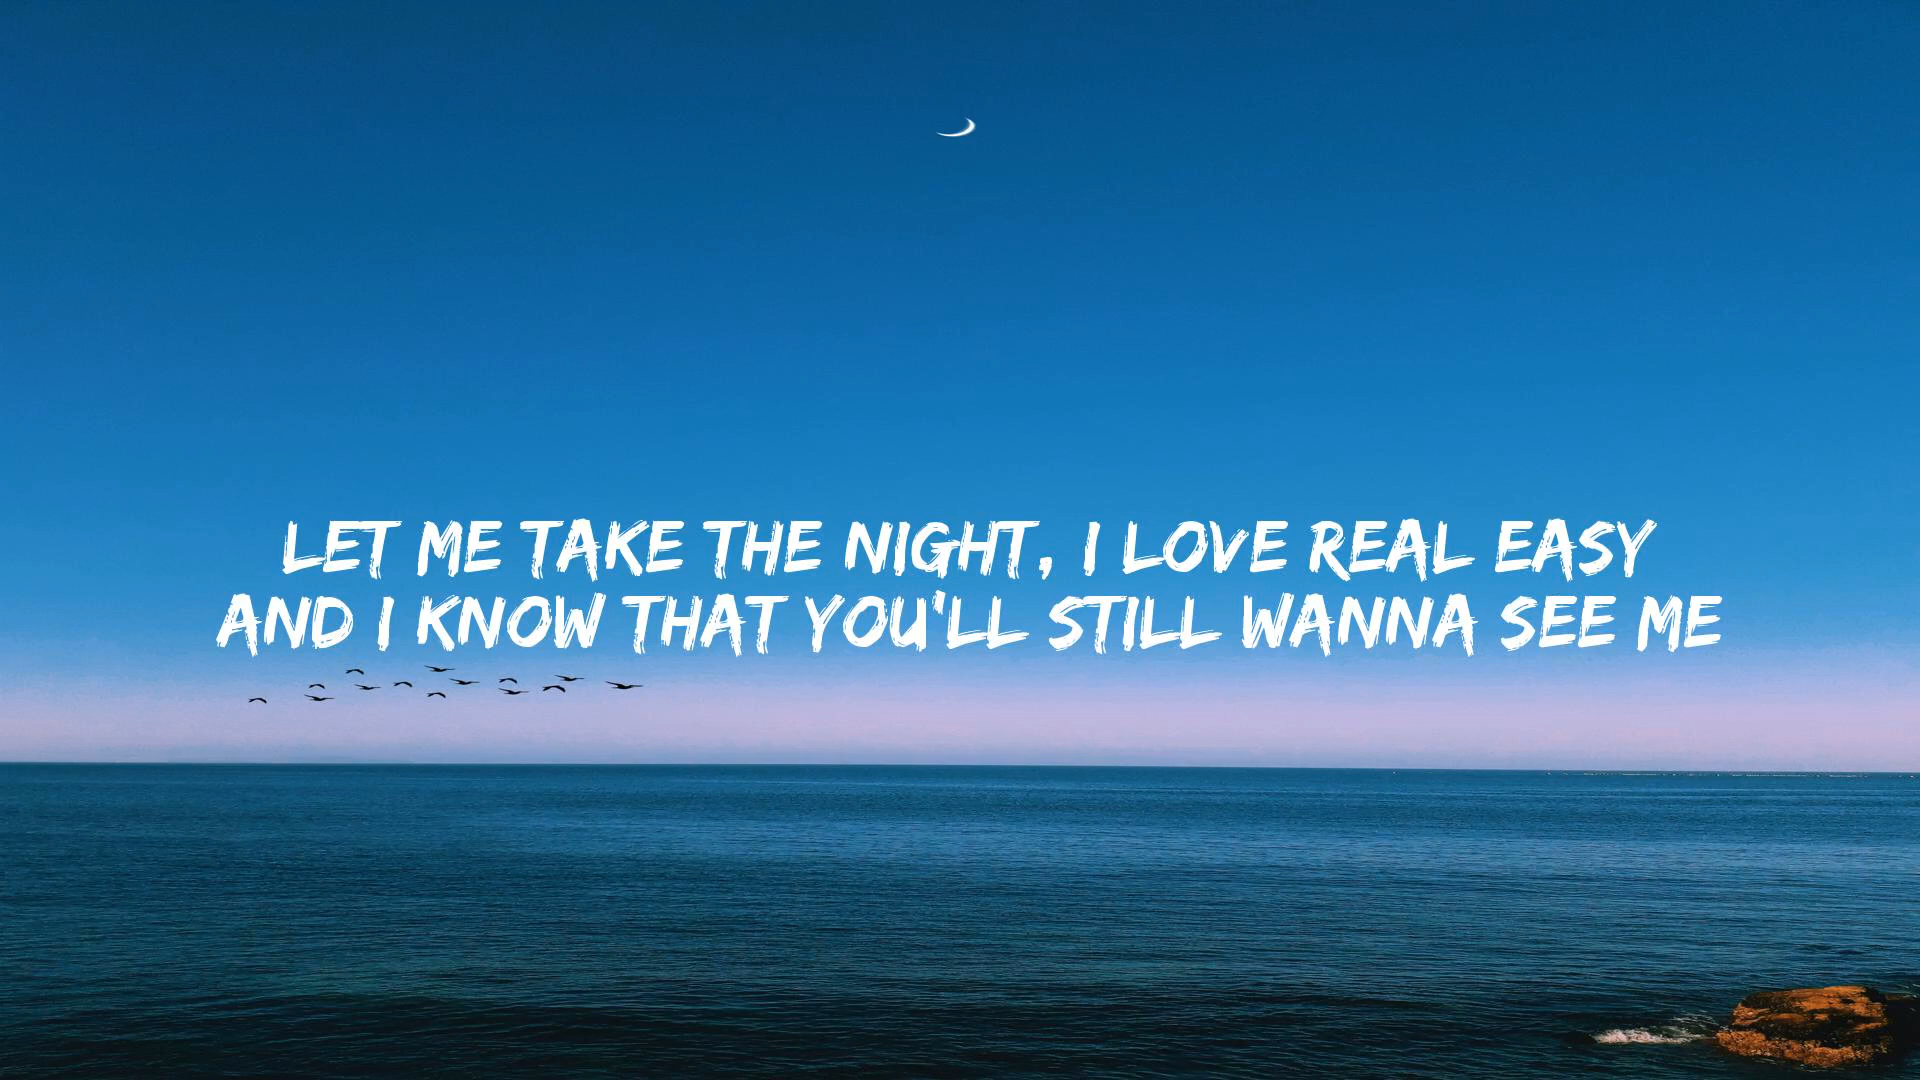 LET ME TAKE THE NIGHT, I LOVE REAL EASY
AND I KNOW THAT YOU'LL STILL WANNA SEE ME